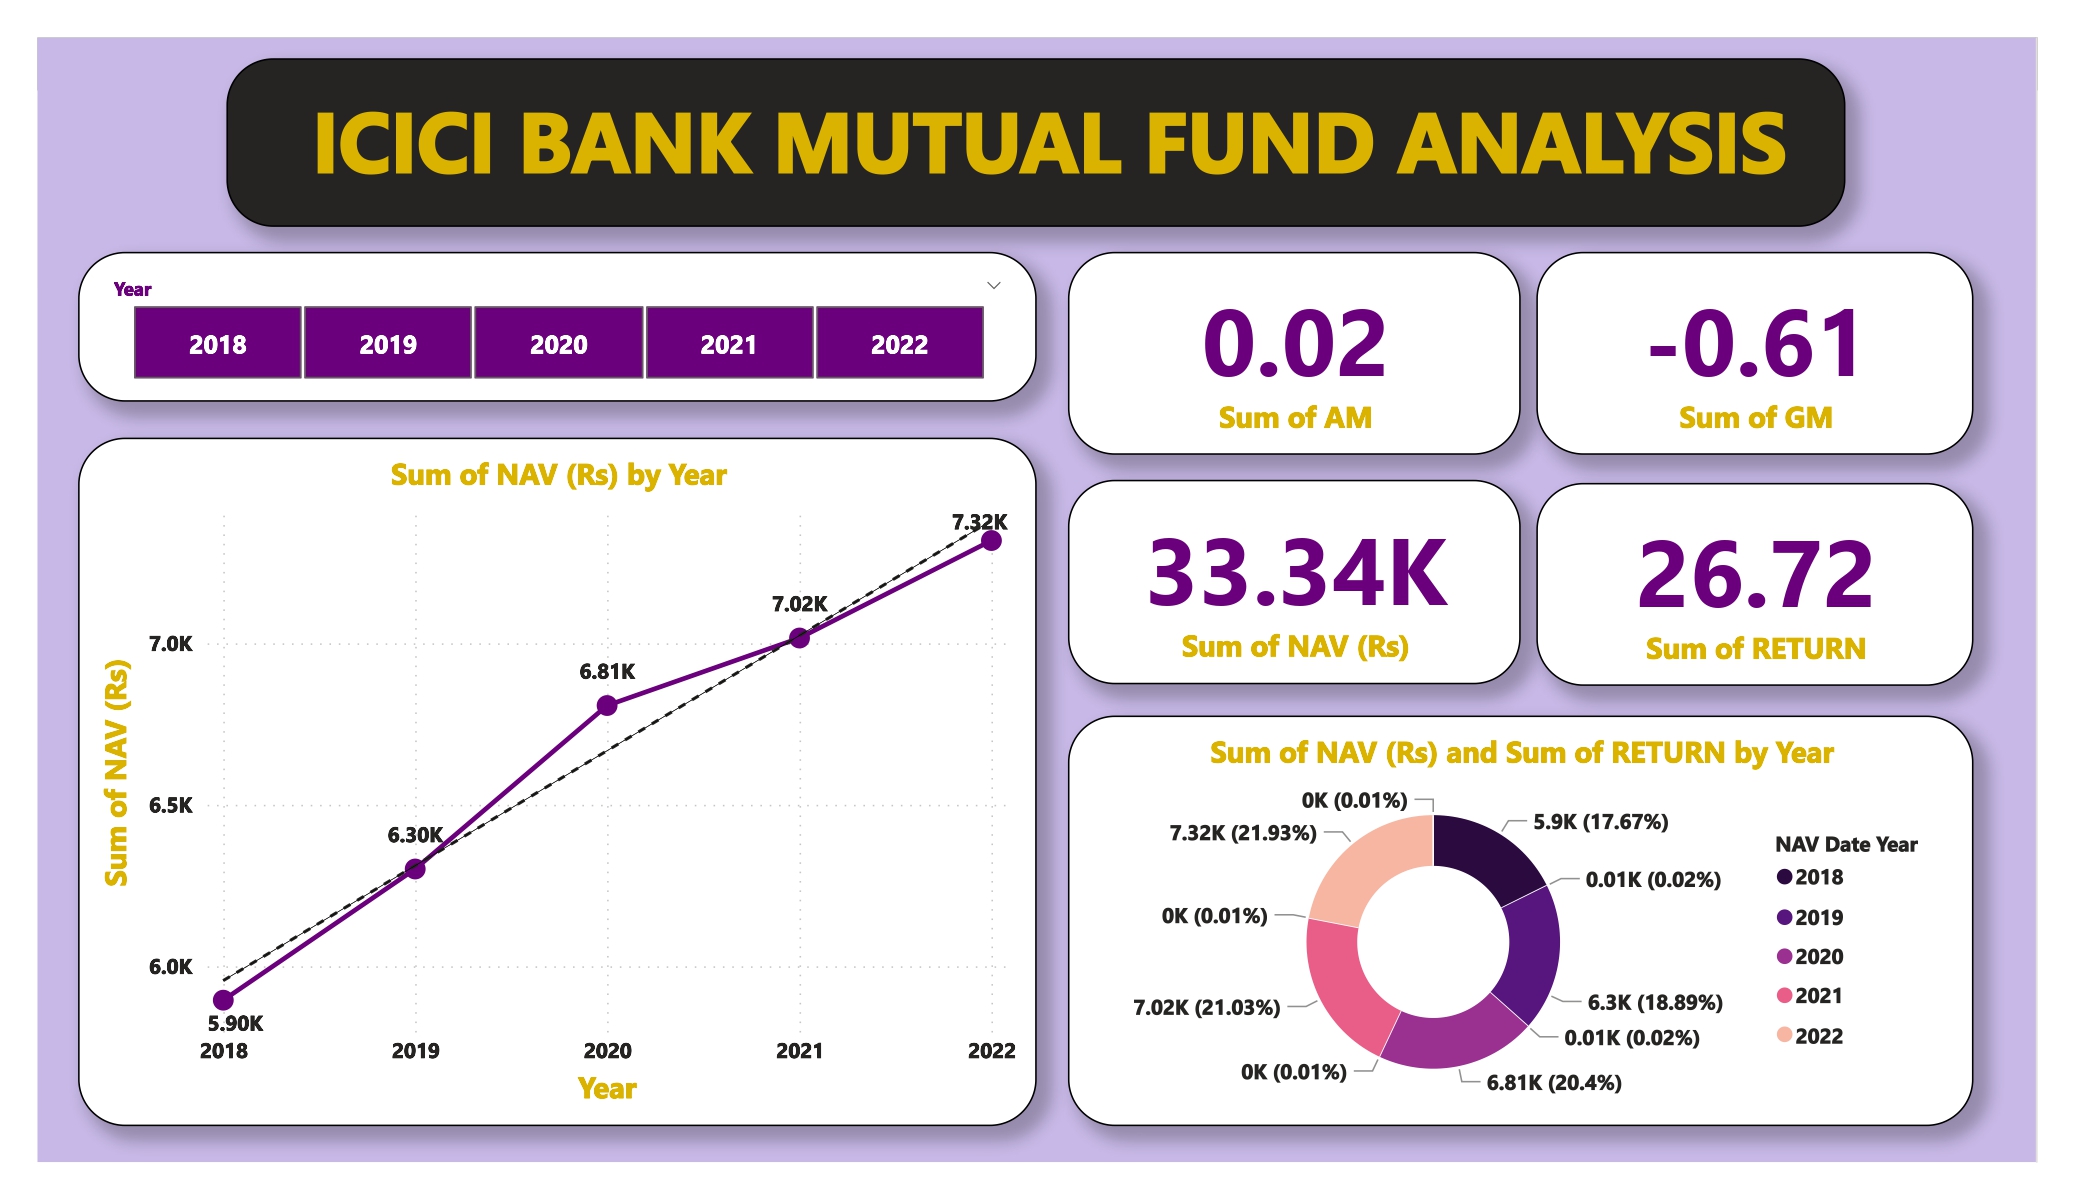 ICICI BANK MUTUAL FUND ANALYSIS
Year
2018 2019 2020 2021 2022
0.02
Sum of AM
-0.61
Sum of GM
33.34K
Sum of NAV (Rs)
26.72
Sum of RETURN
Sum of NAV (Rs) by Year
Sum of NAV (Rs)
7.0K
6.5K
6.0K
5.90K
6.30K
6.81K
7.02K
7.32K
2018 2019 2020 2021 2022
Year
Sum of NAV (Rs) and Sum of RETURN by Year
0K (0.01%)
5.9K (17.67%)
0.01K (0.02%)
6.3K (18.89%)
0.01K (0.02%)
6.81K (20.4%)
0K (0.01%)
7.02K (21.03%)
0K (0.01%)
7.32K (21.93%)
NAV Date Year
2018
2019
2020
2021
2022